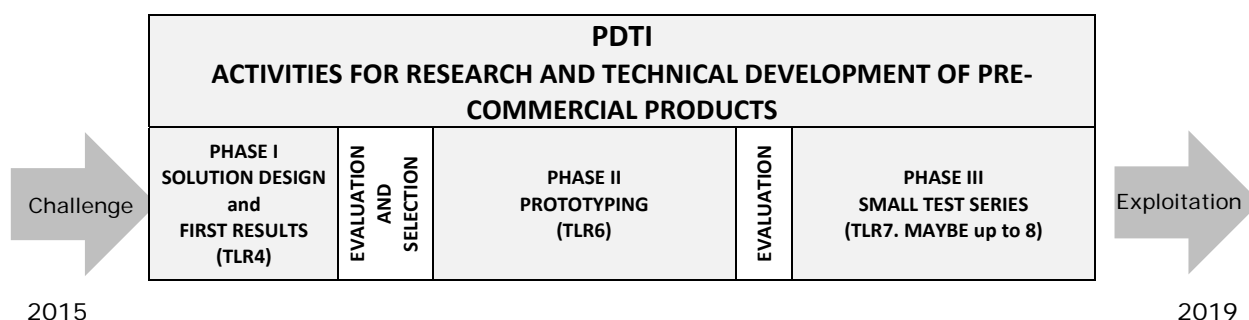 PDTI
ACTIVITIES FOR RESEARCH AND TECHNICAL DEVELOPMENT OF PRE-
COMMERCIAL PRODUCTS
Challenge
PHASE I
SOLUTION DESIGN
and
FIRST RESULTS
(TLR4)
EVALUATION
AND
SELECTION
PHASE II
PROTOTYPING
(TLR6)
EVALUATION
PHASE III
SMALL TEST SERIES
(TLR7. MAYBE up to 8)
Exploitation
2015
2019